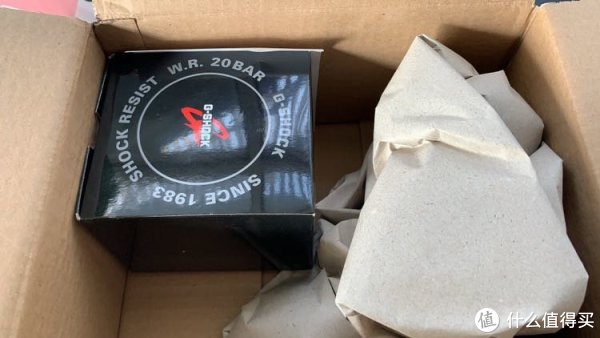 SHOCK RESIST W.R. 20BAR G-SHOCK SINCE 1983
G-SHOCK
值 什么值得买